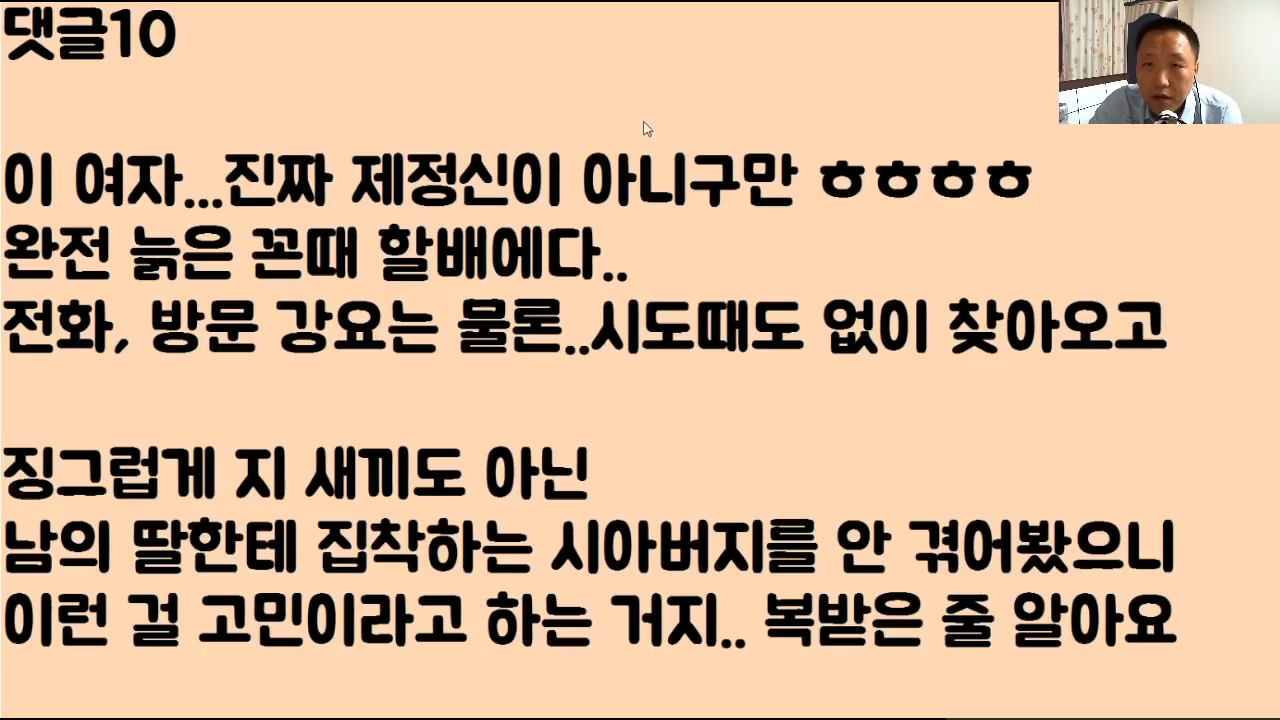 댓글10
이 여자...진짜 제정신이 아니구만 ㅎㅎㅎㅎ
완전 늙은 꼰때 할배에다..
전화, 방문 강요는 물론..시도때도 없이 찾아오고
징그럽게 지 새끼도 아닌
남의 딸한테 집착하는 시아버지를 안 겪어봤으니
이런 걸 고민이라고 하는 거지.. 복받은 줄 알아요